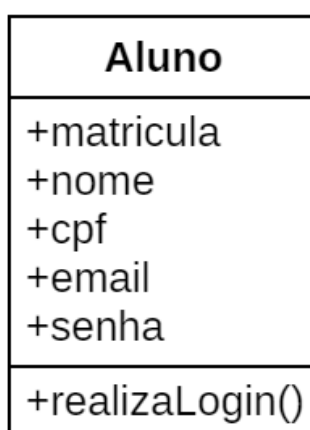 Aluno
+matricula
+nome
+cpf
+email
+senha
+realizaLogin()